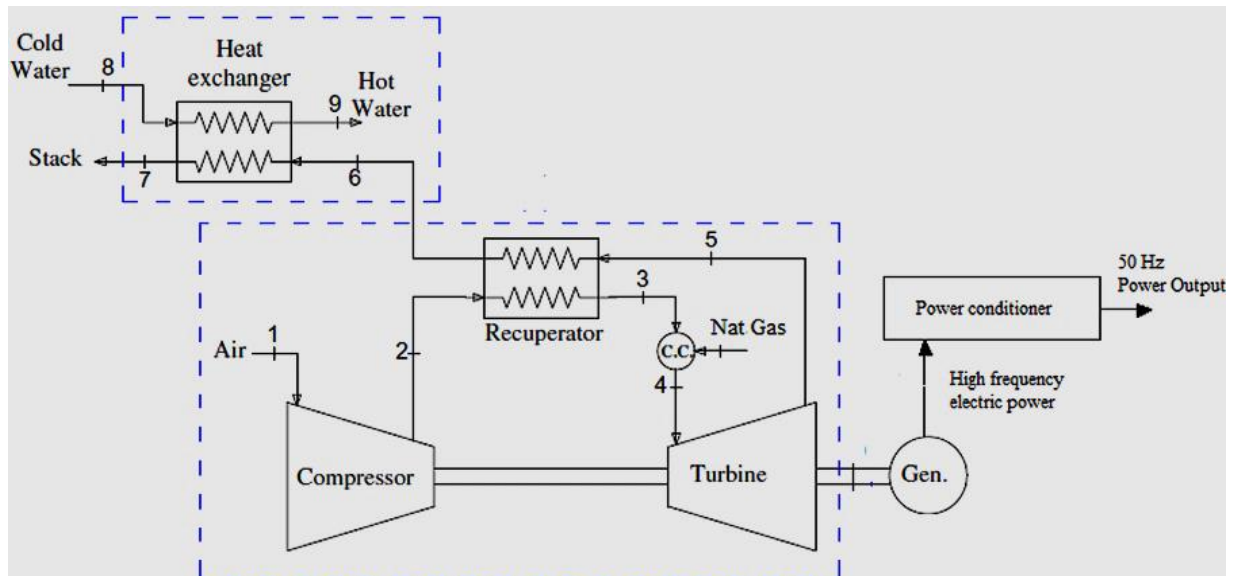 Cold
Water
8
Heat
exchanger
Hot
Water
9
Stack
7
6
5
3
Recuperator
Nat Gas
C.C.
Air
1
2
4
Compressor
Turbine
Gen.
Power conditioner
50 Hz
Power Output
High frequency
electric power